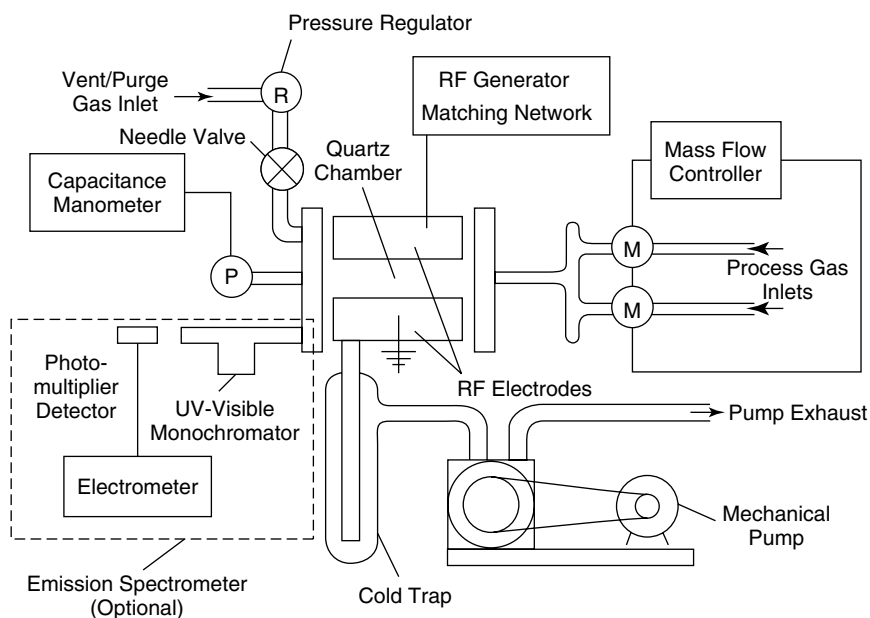 Pressure Regulator
Vent/Purge
Gas Inlet
R
RF Generator
Matching Network
Needle Valve
Quartz
Chamber
Mass Flow
Controller
Capacitance
Manometer
P
M
Process Gas
Inlets
M
Photo-
multiplier
Detector
UV-Visible
Monochromator
RF Electrodes
Pump Exhaust
Electrometer
Mechanical
Pump
Emission Spectrometer
(Optional)
Cold Trap